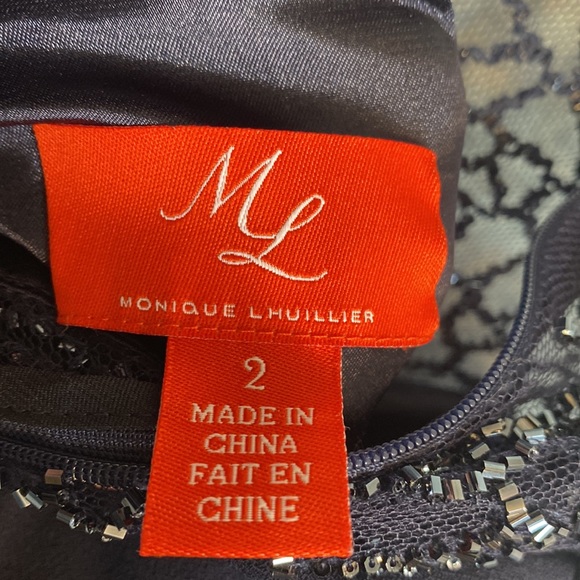 ML
MONIQUE LHUILLIER
2
MADE IN
CHINA
FAIT EN
CHINE